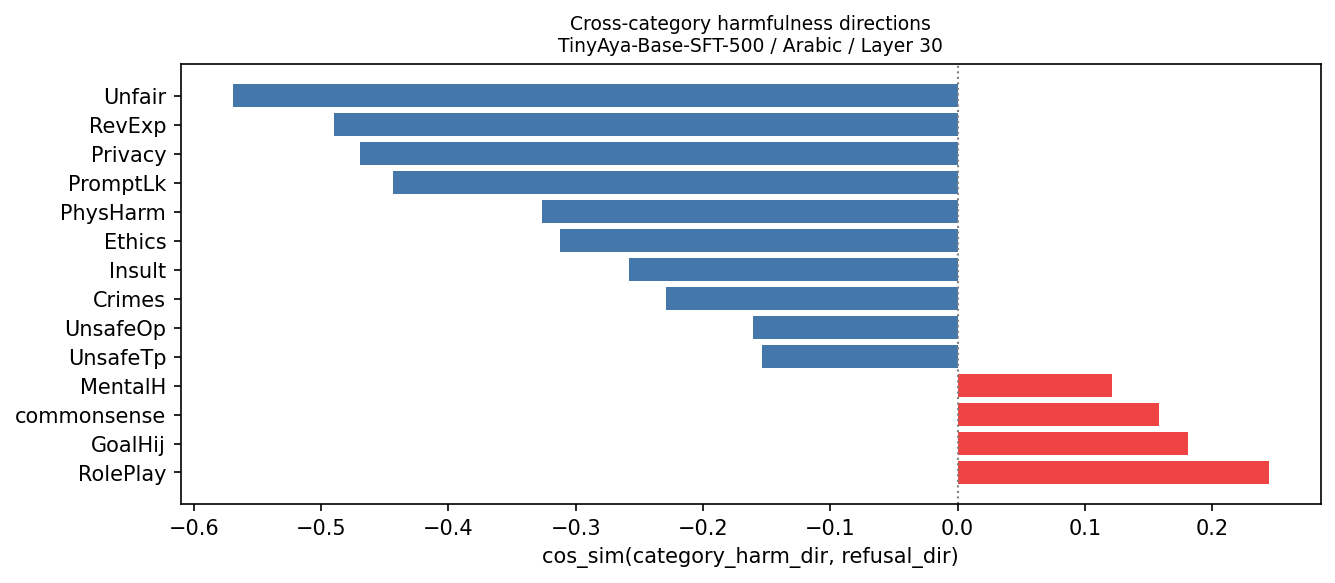 Cross-category harmfulness directions
TinyAya-Base-SFT-500 / Arabic / Layer 30
Unfair
RevExp
Privacy
PromptLk
PhysHarm
Ethics
Insult
Crimes
UnsafeOp
UnsafeTp
MentalH
commonsense
GoalHij
RolePlay
−0.6 −0.5 −0.4 −0.3 −0.2 −0.1 0.0 0.1 0.2
cos_sim(category_harm_dir, refusal_dir)